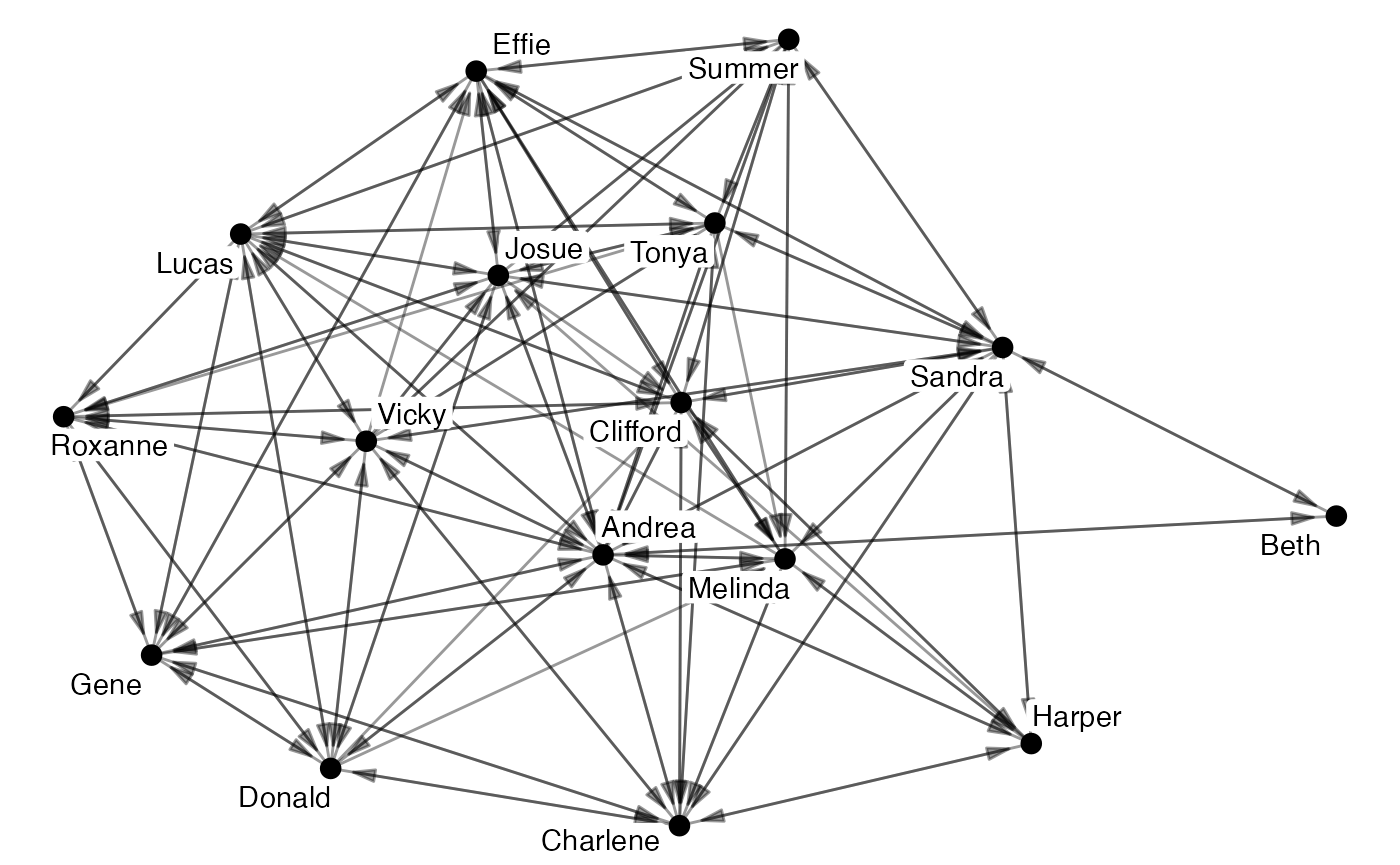 Effie
Summer
Josue
Tonya
Lucas
Sandra
Vicky
Clifford
Roxanne
Andrea
Beth
Melinda
Gene
Harper
Donald
Charlene